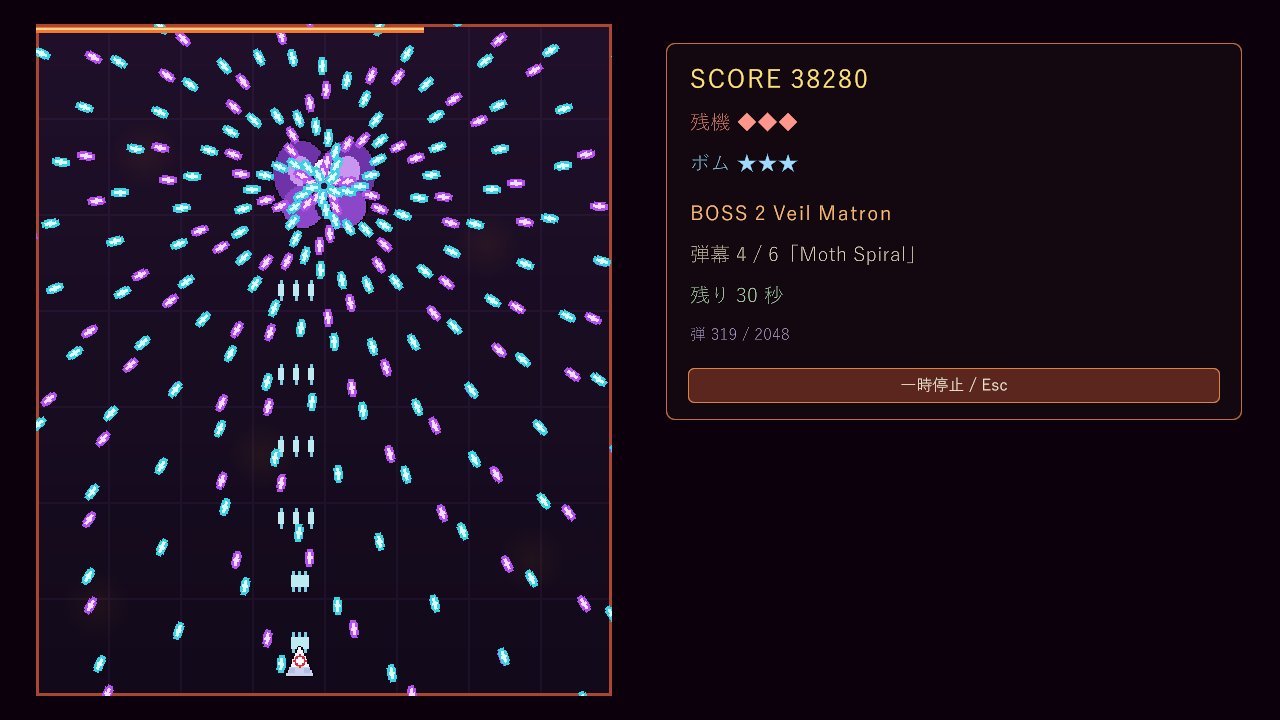 SCORE 38280
残機 ◆◆◆
ボム ★★★
BOSS 2 Veil Matron
弾幕 4 / 6「Moth Spiral」
残り 30 秒
弾 319 / 2048
一時停止 / Esc